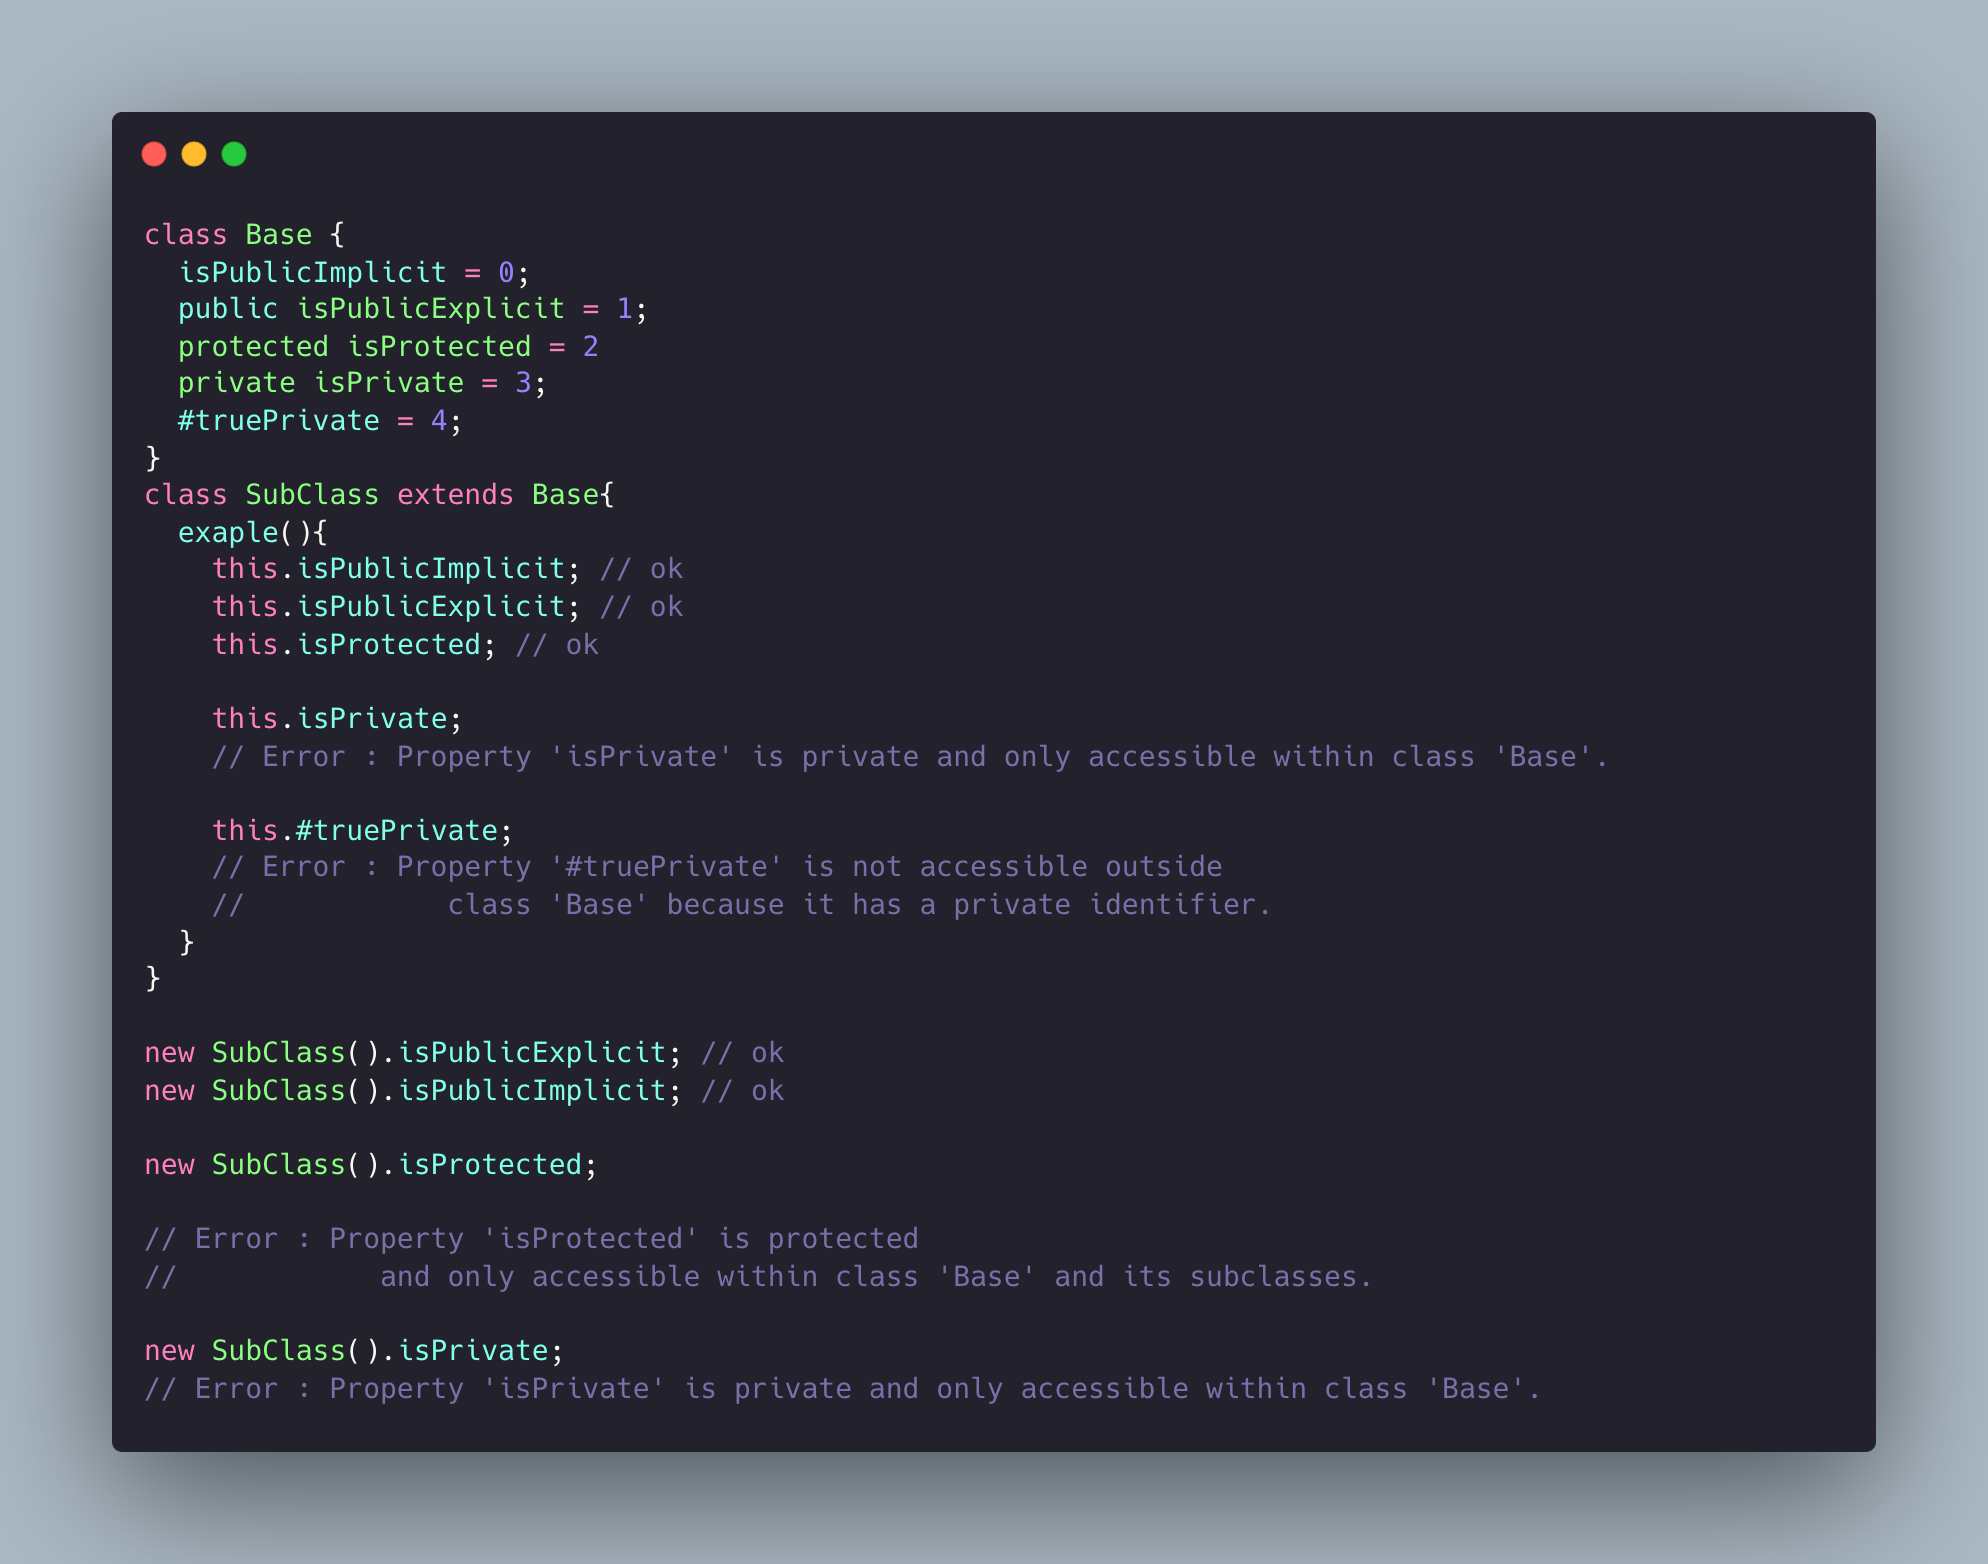 class Base {
  isPublicImplicit = 0;
  public isPublicExplicit = 1;
  protected isProtected = 2
  private isPrivate = 3;
  #truePrivate = 4;
}
class SubClass extends Base{
  exaple(){
    this.isPublicImplicit; // ok
    this.isPublicExplicit; // ok
    this.isProtected; // ok

    this.isPrivate;
    // Error : Property 'isPrivate' is private and only accessible within class 'Base'.

    this.#truePrivate;
    // Error : Property '#truePrivate' is not accessible outside
    //            class 'Base' because it has a private identifier.
  }
}

new SubClass().isPublicExplicit; // ok
new SubClass().isPublicImplicit; // ok

new SubClass().isProtected;

// Error : Property 'isProtected' is protected
//            and only accessible within class 'Base' and its subclasses.

new SubClass().isPrivate;
// Error : Property 'isPrivate' is private and only accessible within class 'Base'.